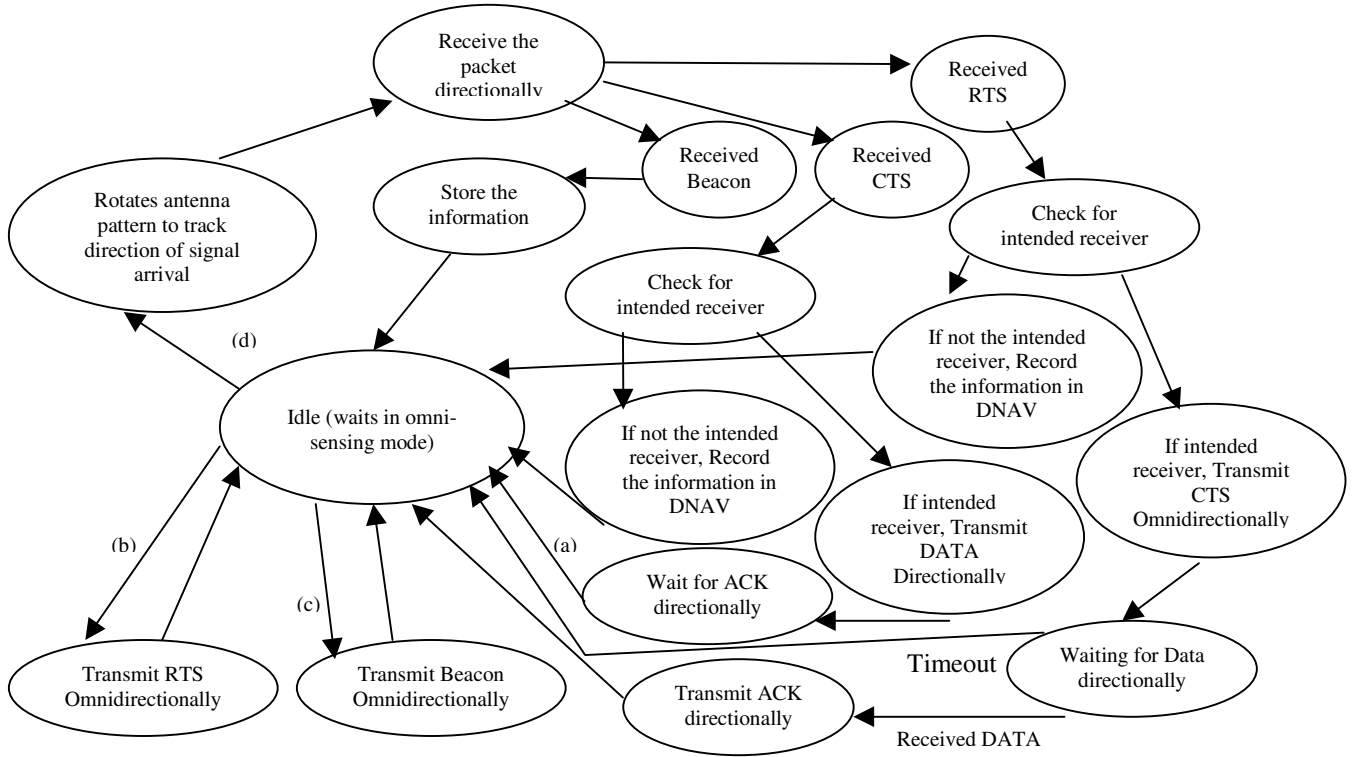 Receive the
packet
directionally
Received
RTS
Received
Beacon
Received
CTS
Store the
information
Rotates antenna
pattern to track
direction of signal
arrival
Check for
intended receiver
Check for
intended receiver
(d)
If not the intended
receiver, Record
the information in
DNAV
Idle (waits in omni-
sensing mode)
If not the intended
receiver, Record
the information in
DNAV
If intended
receiver, Transmit
CTS
Omnidirectionally
If intended
receiver, Transmit
DATA
Directionally
(b)
(a)
Wait for ACK
directionally
(c)
Transmit RTS
Omnidirectionally
Transmit Beacon
Omnidirectionally
Timeout
Waiting for Data
directionally
Transmit ACK
directionally
Received DATA